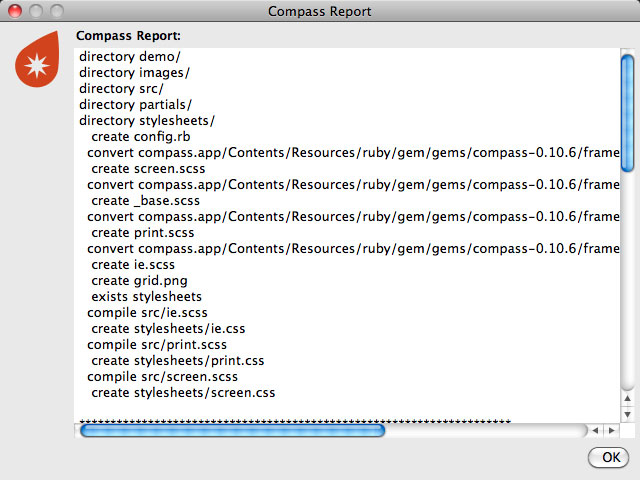 Compass Report
Compass Report:
directory demo/
directory images/
directory src/
directory partials/
directory stylesheets/
create config.rb
convert compass.app/Contents/Resources/ruby/gem/gems/compass-0.10.6/frame
create screen.scss
convert compass.app/Contents/Resources/ruby/gem/gems/compass-0.10.6/frame
create _base.scss
convert compass.app/Contents/Resources/ruby/gem/gems/compass-0.10.6/frame
create print.scss
convert compass.app/Contents/Resources/ruby/gem/gems/compass-0.10.6/frame
create ie.scss
create grid.png
exists stylesheets
compile src/ie.scss
create stylesheets/ie.css
compile src/print.scss
create stylesheets/print.css
compile src/screen.scss
create stylesheets/screen.css
*********************************************************************
OK